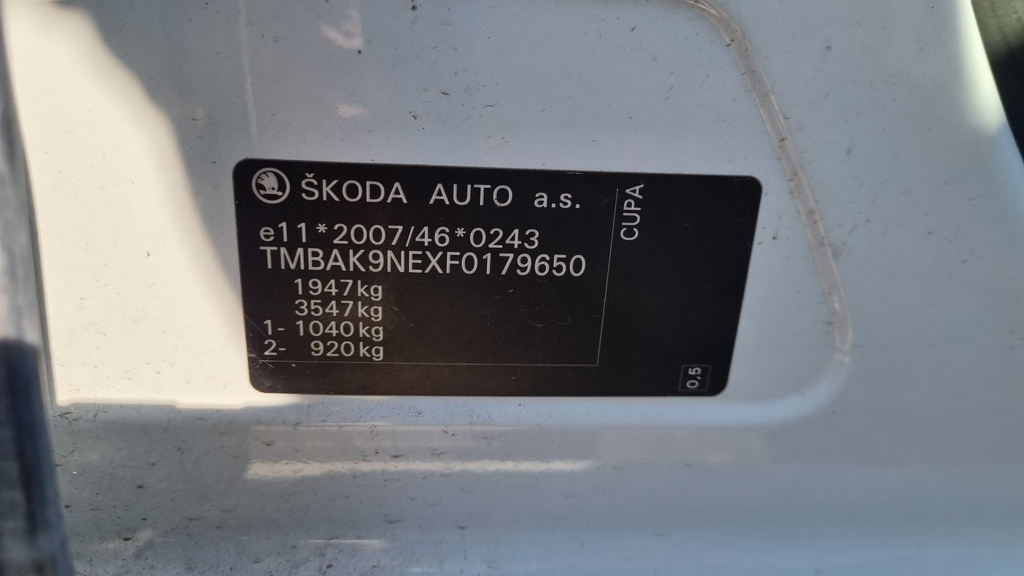 ŠKODA AUTO a.s.
e11*2007/46*0243
TMBAK9NEXF0179650
1947kg
3547kg
1- 1040kg
2- 920kg
CUPA
0,5